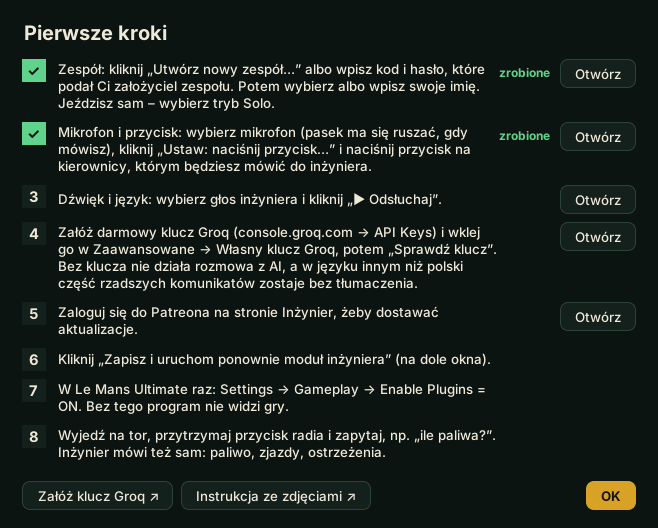 Pierwsze kroki
Zespół: kliknij „Utwórz nowy zespół…” albo wpisz kod i hasło, które
podał Ci założyciel zespołu. Potem wybierz albo wpisz swoje imię.
Jeździsz sam – wybierz tryb Solo.
zrobione
Otwórz
Mikrofon i przycisk: wybierz mikrofon (pasek ma się ruszać, gdy
mówisz), kliknij „Ustaw: naciśnij przycisk…” i naciśnij przycisk na
kierownicy, którym będziesz mówić do inżyniera.
zrobione
Otwórz
3
Dźwięk i język: wybierz głos inżyniera i kliknij „▶ Odsłuchaj”.
Otwórz
4
Załóż darmowy klucz Groq (console.groq.com → API Keys) i wklej
go w Zaawansowane → Własny klucz Groq, potem „Sprawdź klucz”.
Bez klucza nie działa rozmowa z AI, a w języku innym niż polski
część rzadszych komunikatów zostaje bez tłumaczenia.
Otwórz
5
Zaloguj się do Patreona na stronie Inżynier, żeby dostawać
aktualizacje.
Otwórz
6
Kliknij „Zapisz i uruchom ponownie moduł inżyniera” (na dole okna).
7
W Le Mans Ultimate raz: Settings → Gameplay → Enable Plugins =
ON. Bez tego program nie widzi gry.
8
Wyjedź na tor, przytrzymaj przycisk radia i zapytaj, np. „ile paliwa?”.
Inżynier mówi też sam: paliwo, zjazdy, ostrzeżenia.
Załóż klucz Groq ↗
Instrukcja ze zdjęciami ↗
OK